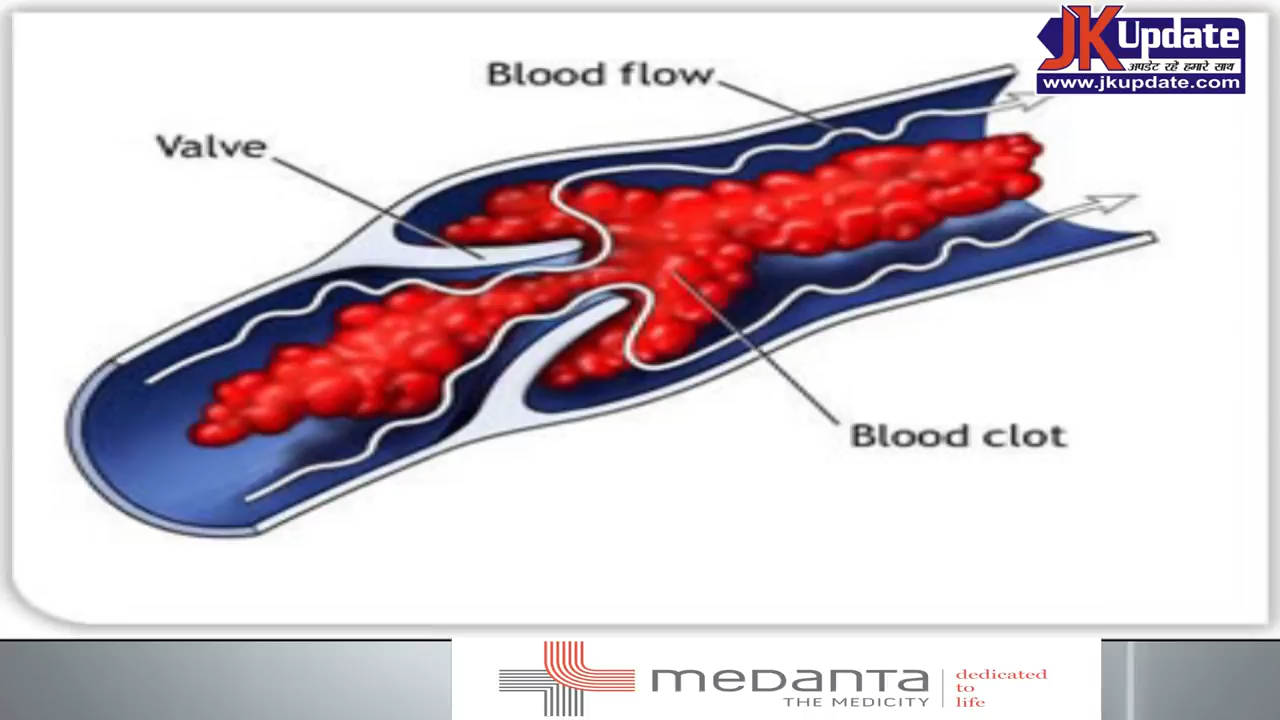 JK Update
अपडेट रहे हमारे साथ
www.jkupdate.com
Blood flow
Valve
Blood clot
meDanTa
THE MEDICITY
dedicated
to
life